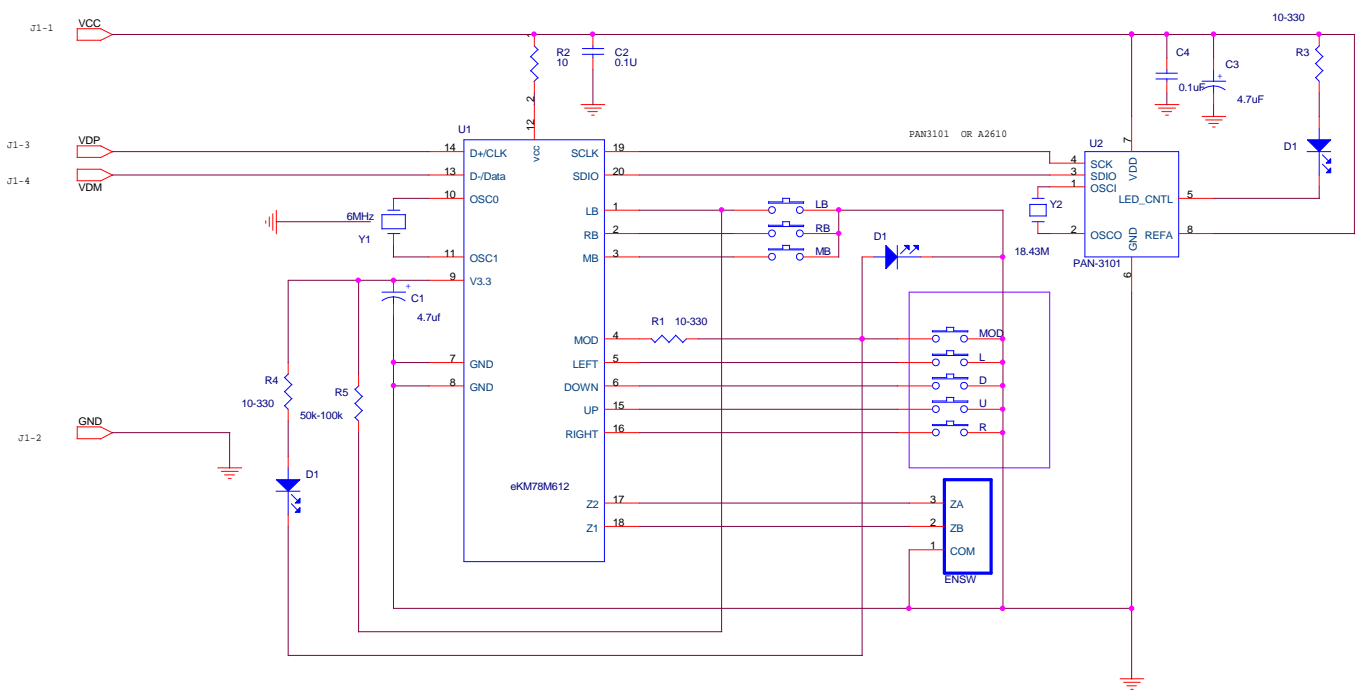 10-330
J1-1
VCC
R2
10
C2
0.1U
C4
0.1uF
C3
4.7uF
R3
D1
2
12
U1
PAN3101 OR A2610
U2
7
J1-3
VDP
14
D+/CLK
VCC
SCLK
19
4
SCK
VDD
J1-4
VDM
13
D-/Data
SDIO
20
3
SDIO
10
OSC0
1
OSCI
LED_CNTL
5
6MHz
Y1
LB
1
LB
Y2
RB
2
RB
2
OSCO
GND
REFA
8
D1
18.43M
11
OSC1
MB
3
MB
PAN-3101
6
9
V3.3
C1
4.7uf
R1 10-330
MOD
4
MOD
7
GND
LEFT
5
L
8
GND
DOWN
6
D
R4
10-330
R5
50k-100k
UP
15
U
J1-2
GND
RIGHT
16
R
D1
eKM78M612
Z2
17
3
ZA
Z1
18
2
ZB
1
COM
ENSW